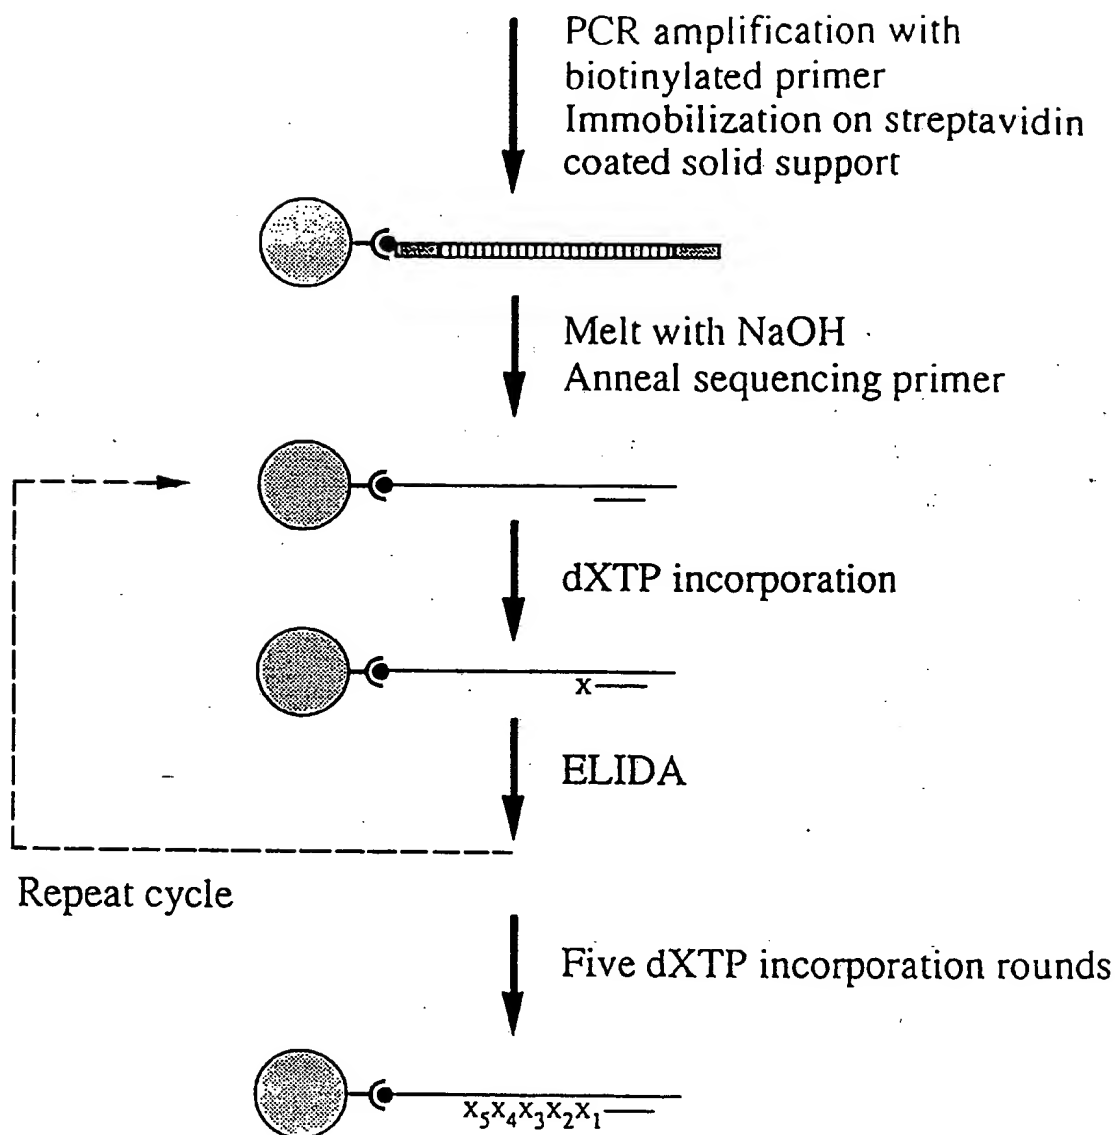 PCR amplification with
biotinylated primer
Immobilization on streptavidin
coated solid support
Melt with NaOH
Anneal sequencing primer
dXTP incorporation
X
ELIDA
Repeat cycle
Five dXTP incorporation rounds
X₅X₄X₃X₂X₁